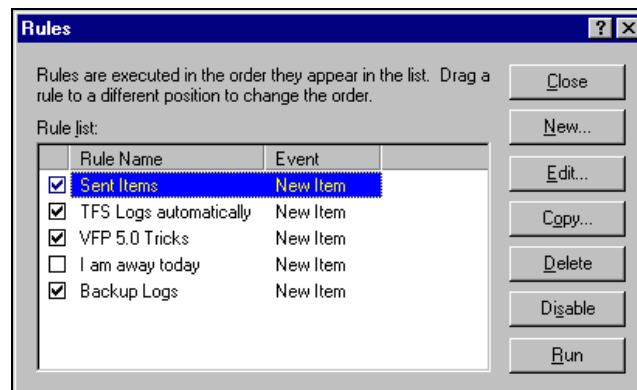 Rules
Rules are executed in the order they appear in the list. Drag a
rule to a different position to change the order.
Rule list:
Rule Name Event
Sent Items New Item
TFS Logs automatically New Item
VFP 5.0 Tricks New Item
I am away today New Item
Backup Logs New Item
Close
New...
Edit...
Copy...
Delete
Disable
Run